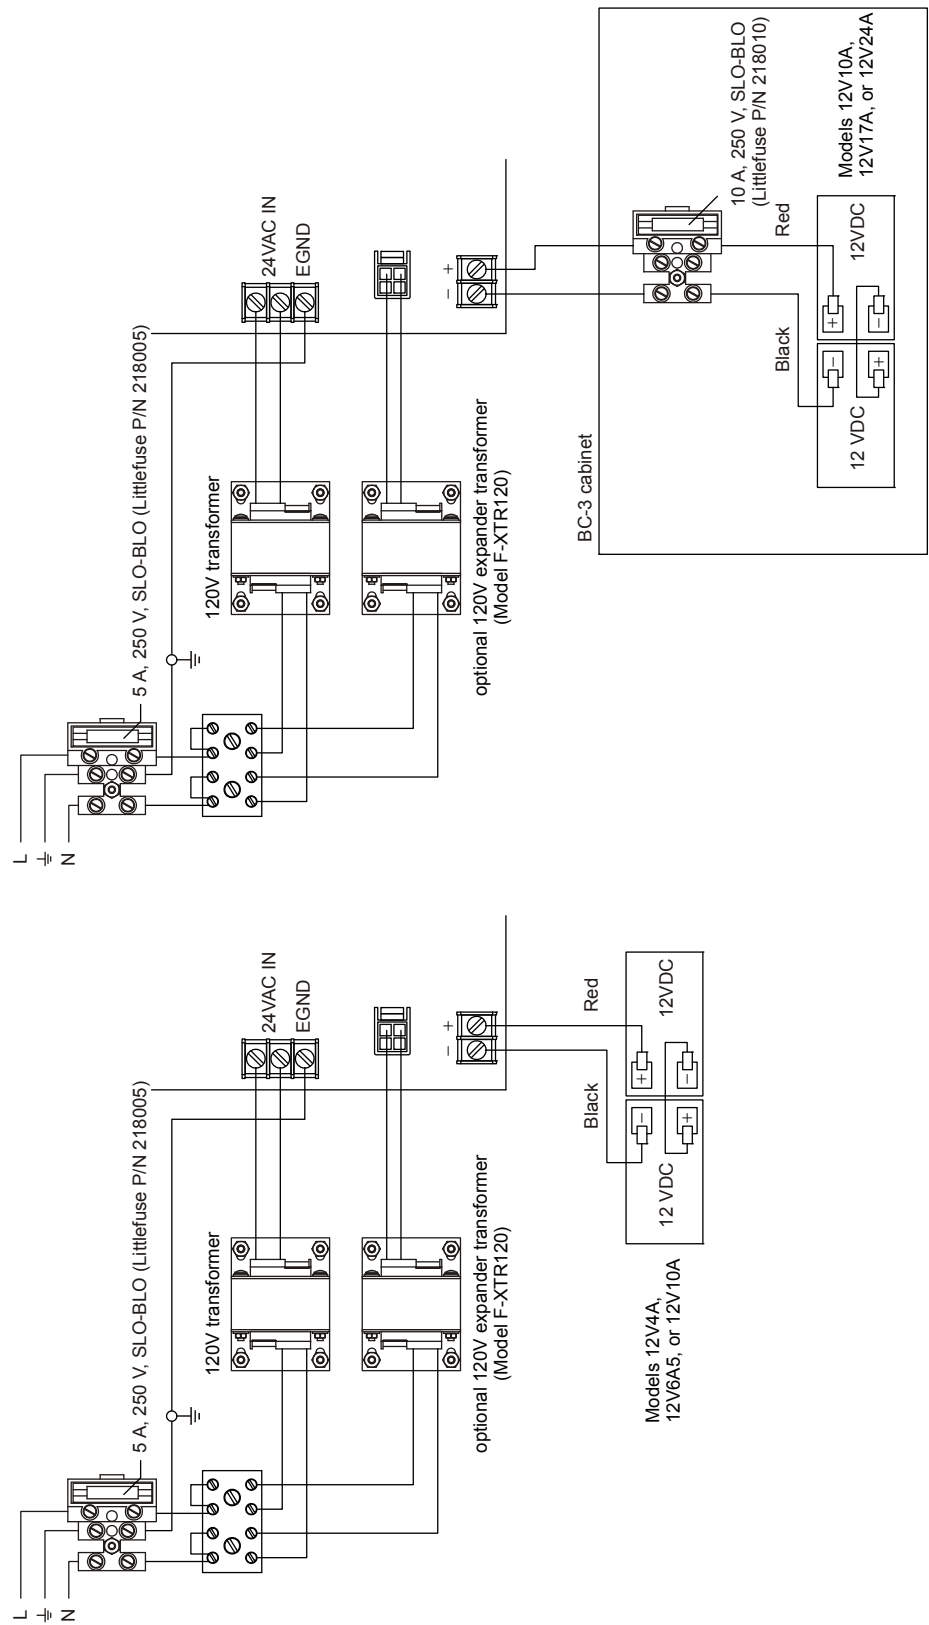 L
N
5 A, 250 V, SLO-BLO (Littlefuse P/N 218005)
120V transformer
24VAC IN
EGND
optional 120V expander transformer
(Model F-XTR120)
−
+
Black
Red
+
−
−
+
12 VDC
12VDC
Models 12V4A,
12V6A5, or 12V10A
L
N
5 A, 250 V, SLO-BLO (Littlefuse P/N 218005)
120V transformer
24VAC IN
EGND
optional 120V expander transformer
(Model F-XTR120)
−
+
BC-3 cabinet
10 A, 250 V, SLO-BLO
(Littlefuse P/N 218010)
Black
Red
−
+
+
−
12 VDC
12VDC
Models 12V10A,
12V17A, or 12V24A